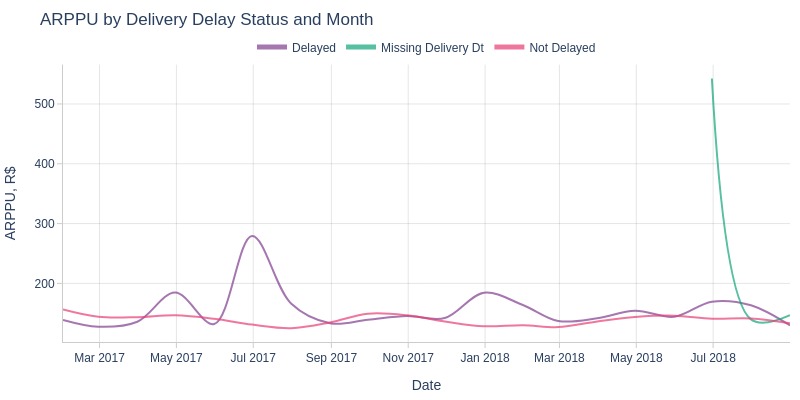 ARPPU by Delivery Delay Status and Month
Delayed Missing Delivery Dt Not Delayed
ARPPU, R$
500
400
300
200
Mar 2017 May 2017 Jul 2017 Sep 2017 Nov 2017 Jan 2018 Mar 2018 May 2018 Jul 2018
Date